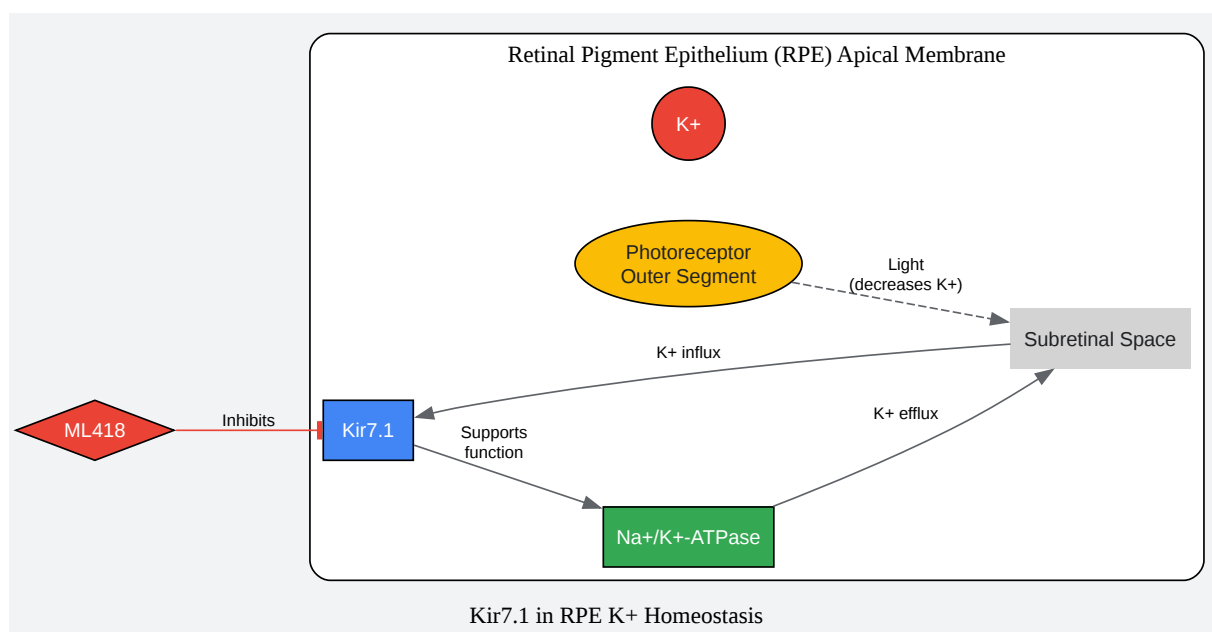 Retinal Pigment Epithelium (RPE) Apical Membrane
K+
Photoreceptor
Outer Segment
Light
(decreases K+)
Subretinal Space
K+ influx
ML418
Inhibits
Kir7.1
Supports
function
K+ efflux
Na+/K+-ATPase
Kir7.1 in RPE K+ Homeostasis